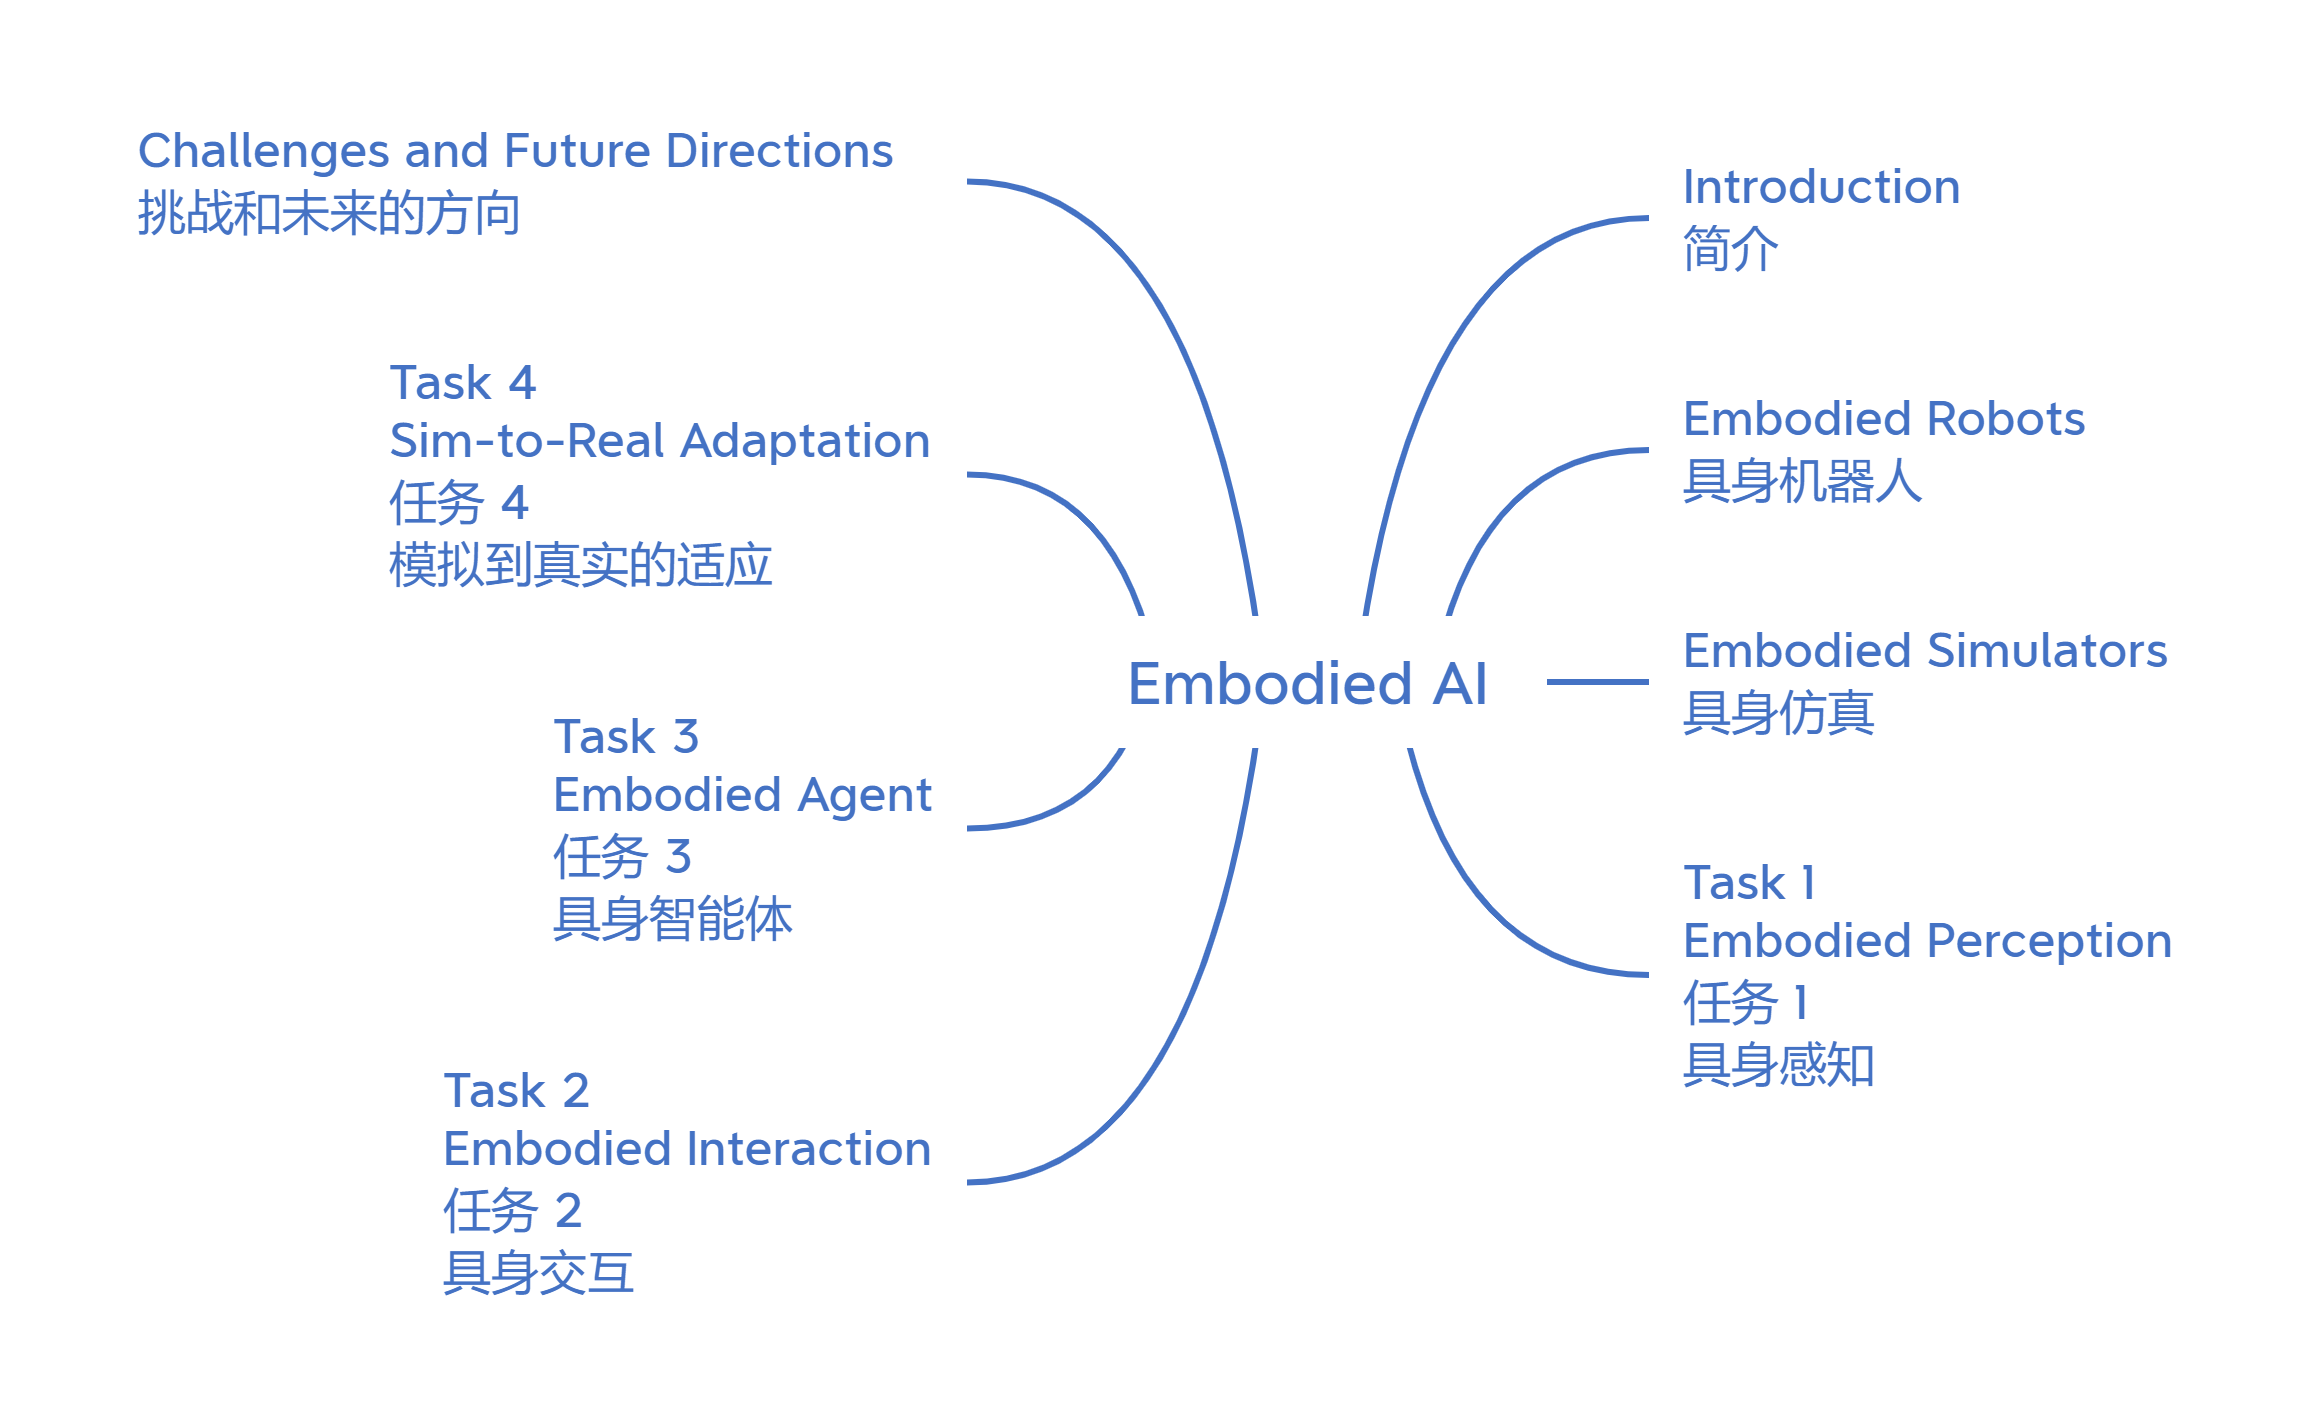 Embodied AI
Introduction
简介
Embodied Robots
具身机器人
Embodied Simulators
具身仿真
Task 1
Embodied Perception
任务 1
具身感知
Task 2
Embodied Interaction
任务 2
具身交互
Task 3
Embodied Agent
任务 3
具身智能体
Task 4
Sim-to-Real Adaptation
任务 4
模拟到真实的适应
Challenges and Future Directions
挑战和未来的方向